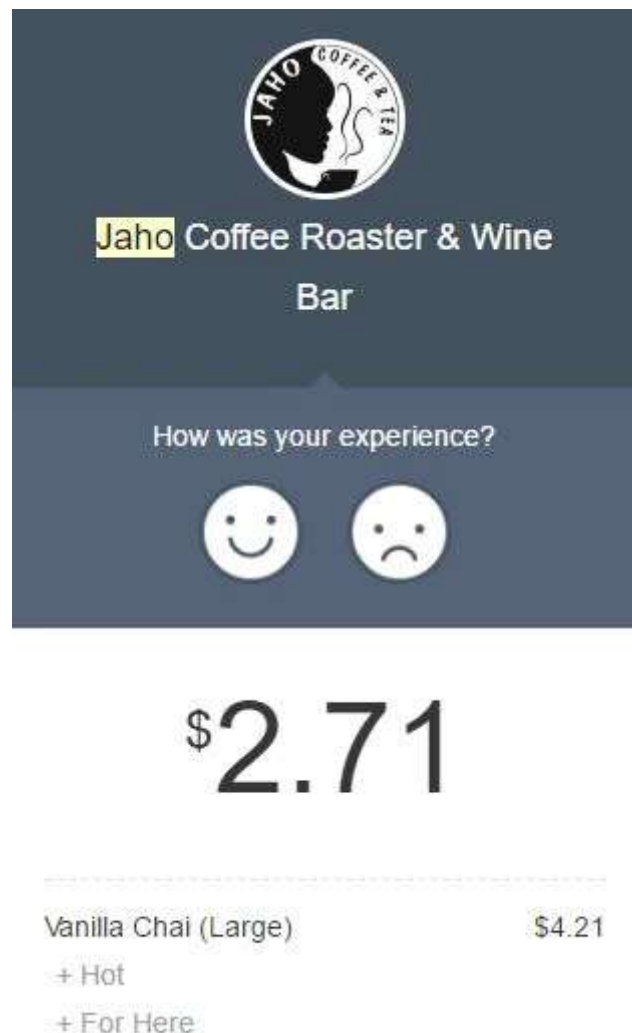 JAHO COFFEE & TEA
Jaho Coffee Roaster & Wine
Bar
How was your experience?
$2.71
Vanilla Chai (Large) $4.21
+ Hot
+ For Here